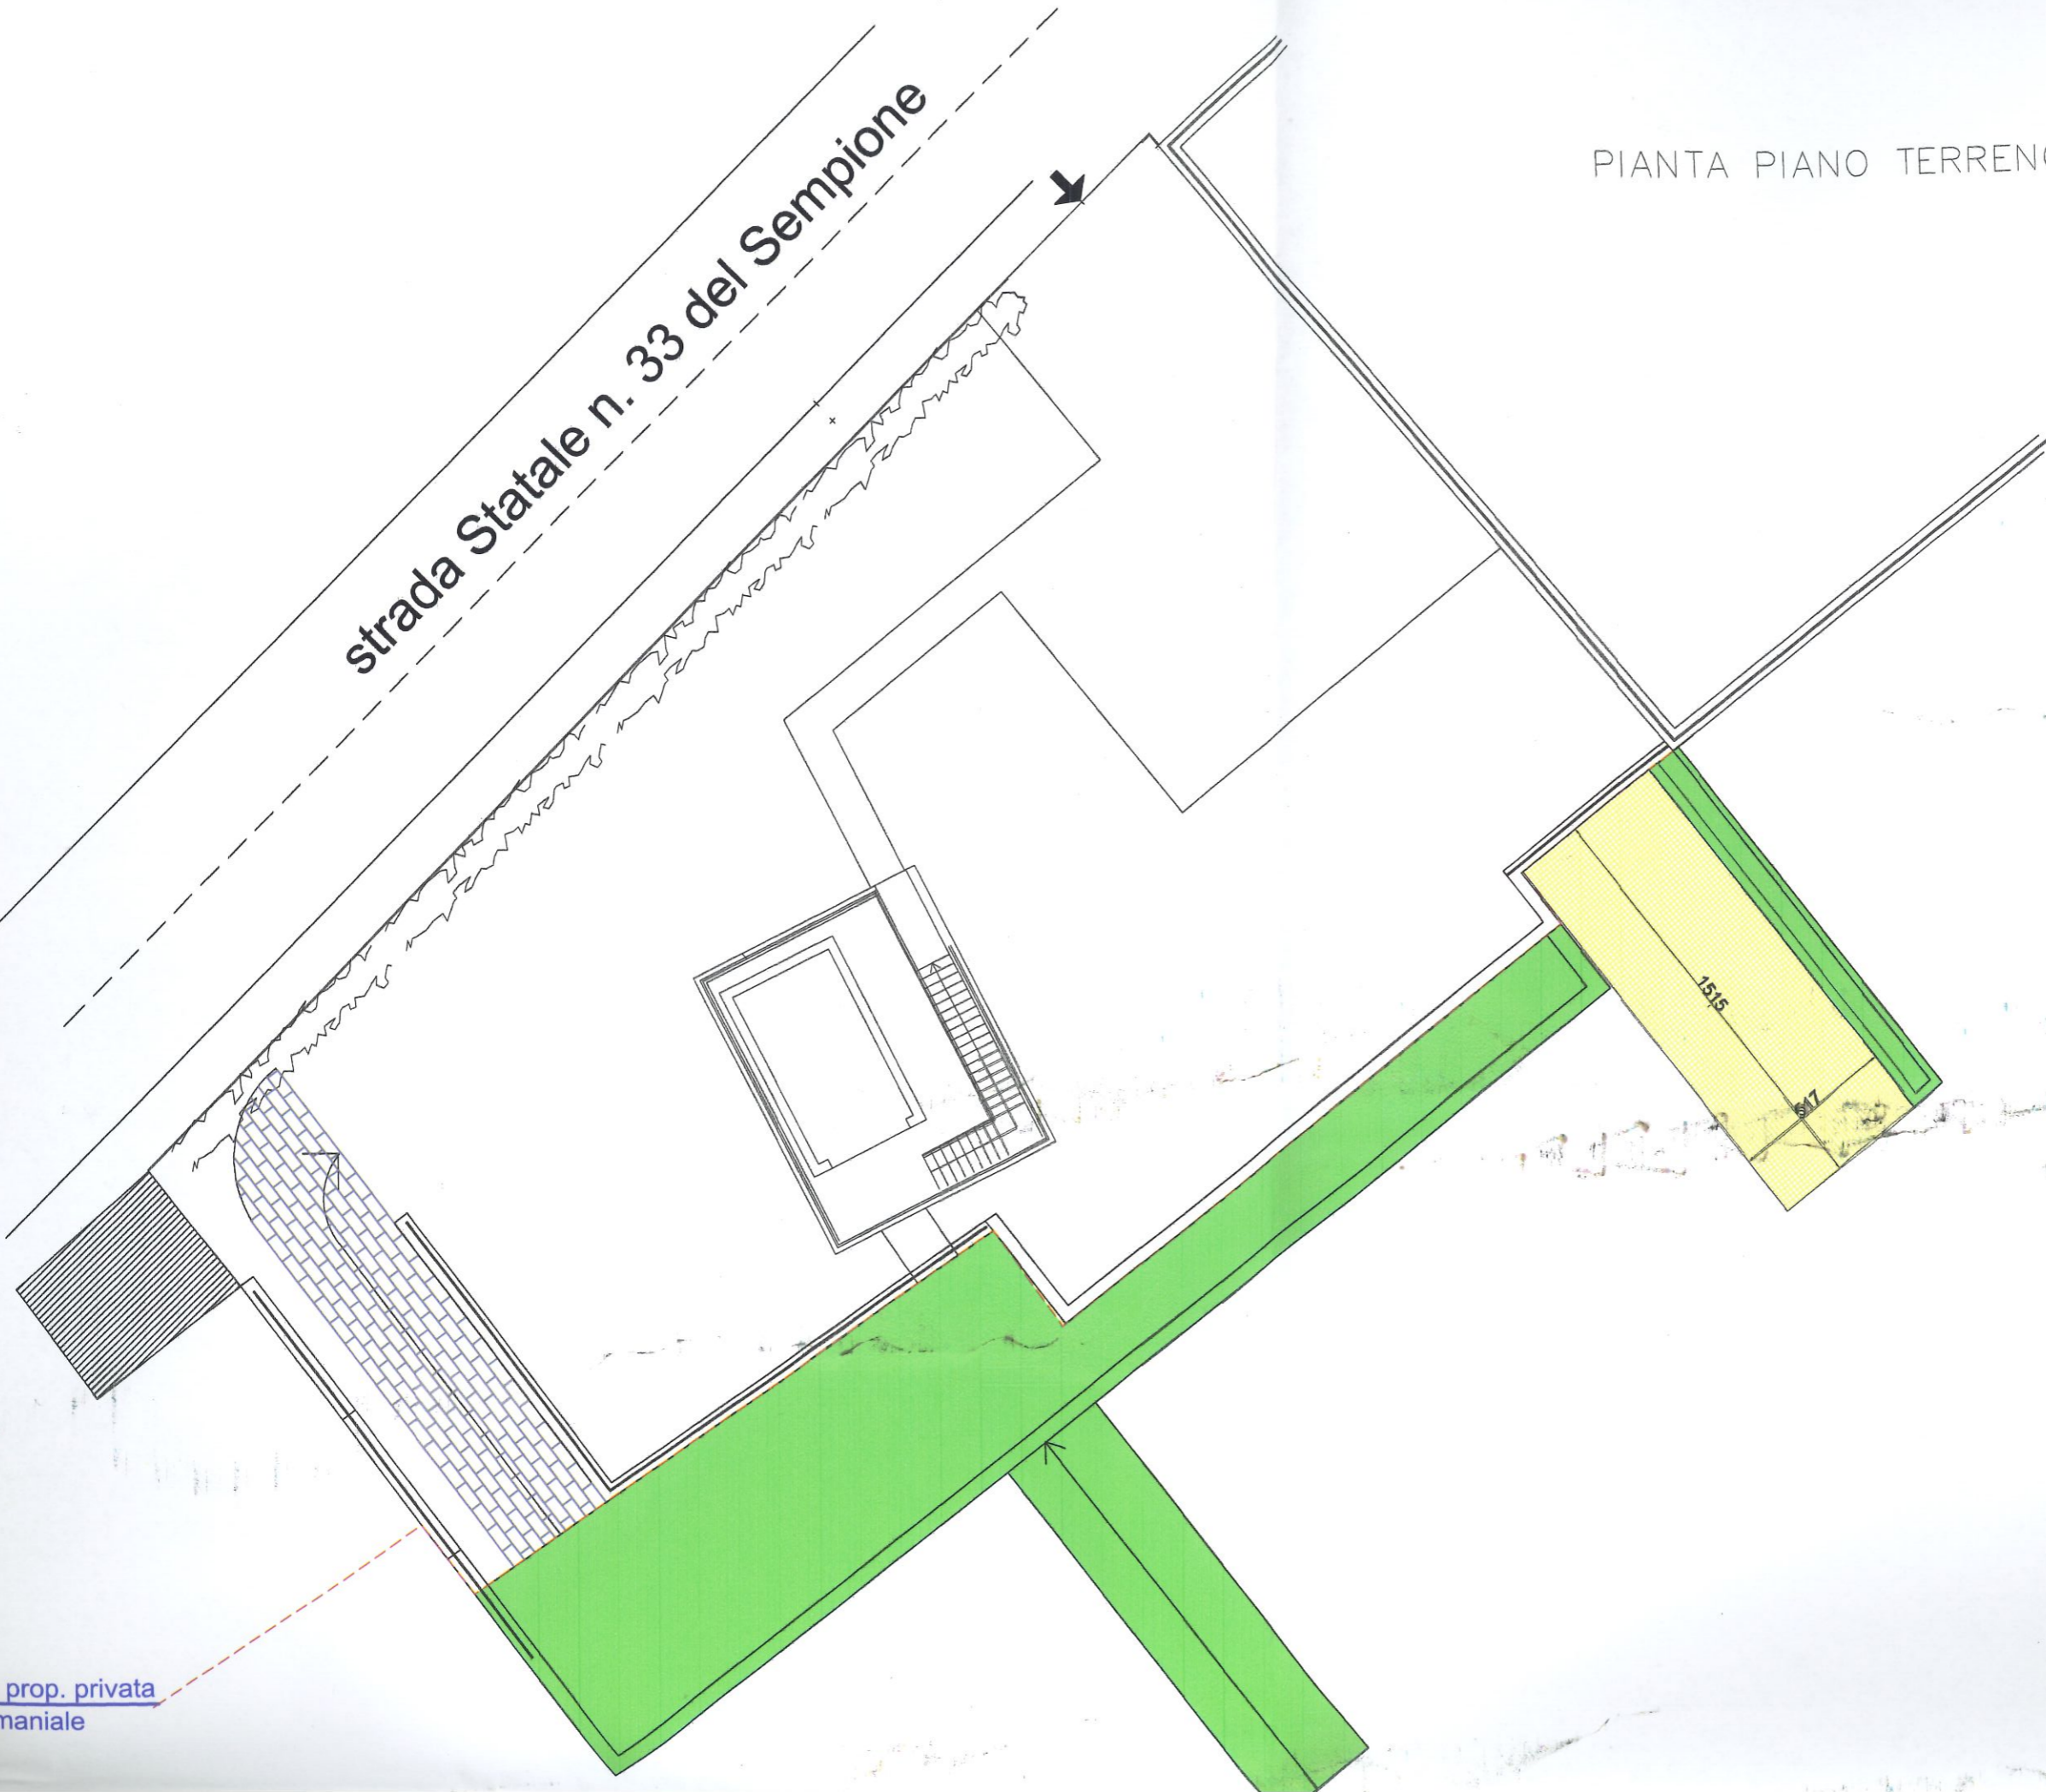 strada Statale n. 33 del Sempione
PIANTA PIANO TERRENO
1515
617
prop. privata
maniale